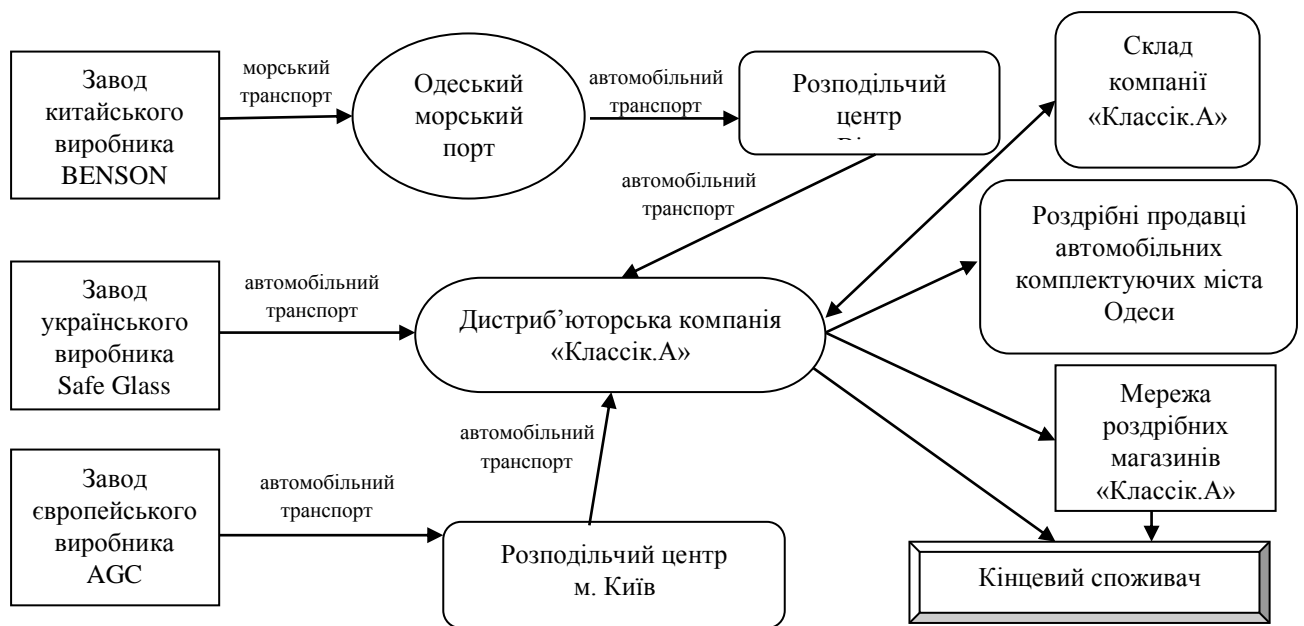 Завод
китайського
виробника
BENSON
морський
транспорт
Одеський
морський
порт
автомобільний
транспорт
Розподільчий
центр
Склад
компанії
«Классік.А»
автомобільний
транспорт
Роздрібні продавці
автомобільних
комплектуючих міста
Одеси
Завод
українського
виробника
Safe Glass
автомобільний
транспорт
Дистриб’юторська компанія
«Классік.А»
Мережа
роздрібних
магазинів
«Классік.А»
автомобільний
транспорт
Завод
європейського
виробника
AGC
автомобільний
транспорт
Розподільчий центр
м. Київ
Кінцевий споживач